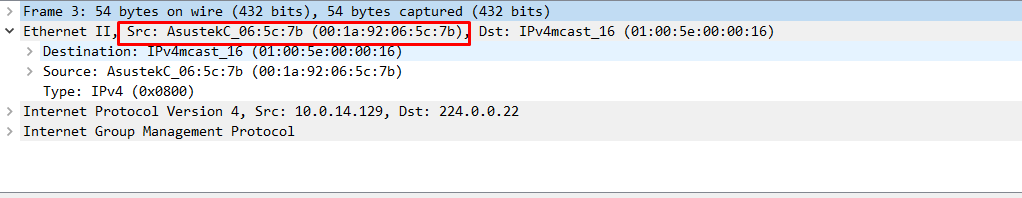 Frame 3: 54 bytes on wire (432 bits), 54 bytes captured (432 bits)
Ethernet II, Src: AsustekC_06:5c:7b (00:1a:92:06:5c:7b), Dst: IPv4mcast_16 (01:00:5e:00:00:16)
Destination: IPv4mcast_16 (01:00:5e:00:00:16)
Source: AsustekC_06:5c:7b (00:1a:92:06:5c:7b)
Type: IPv4 (0x0800)
Internet Protocol Version 4, Src: 10.0.14.129, Dst: 224.0.0.22
Internet Group Management Protocol